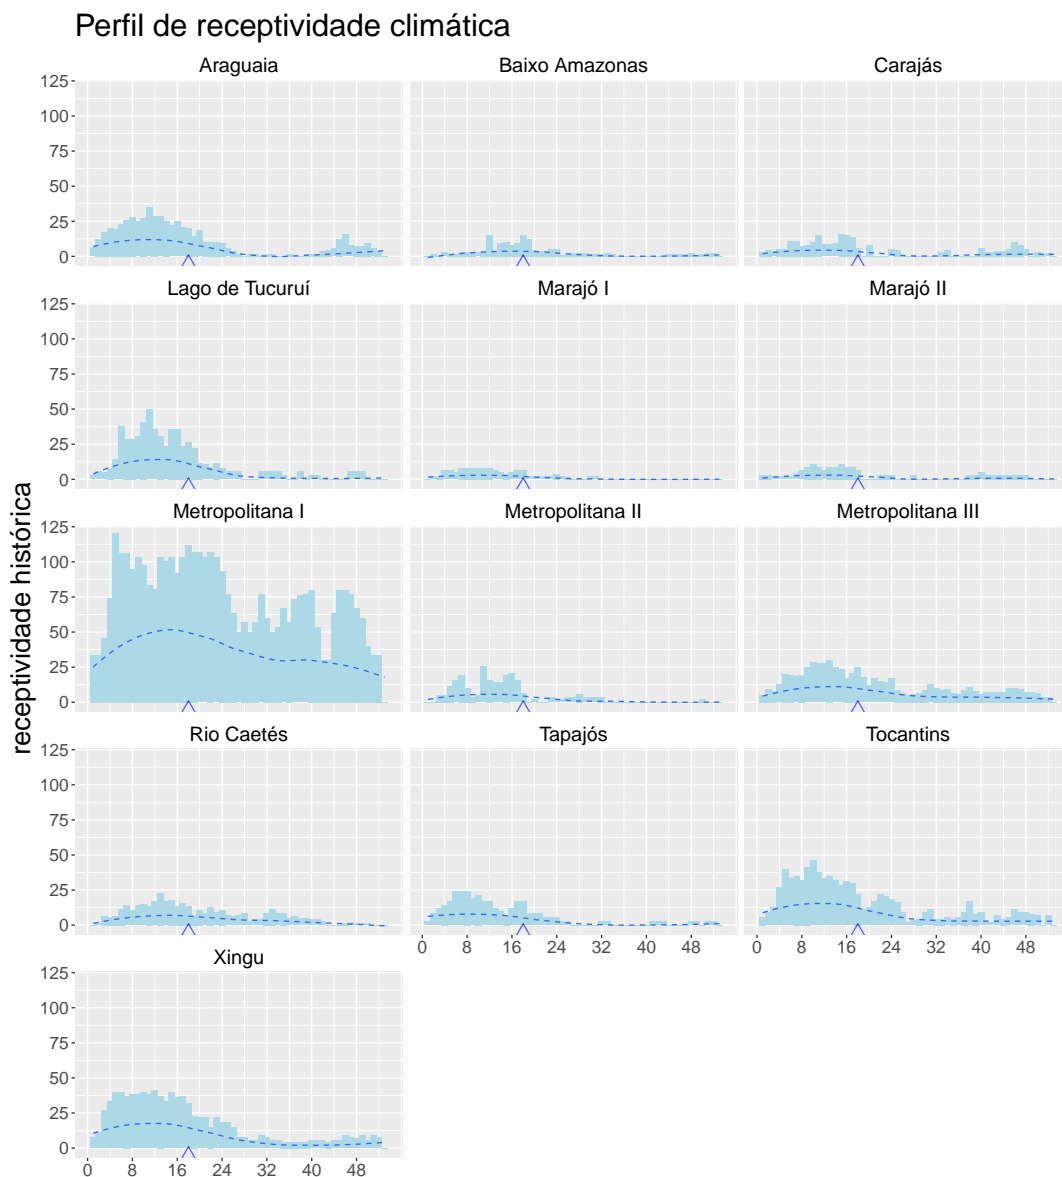 Perfil de receptividade climática
Araguaia
Baixo Amazonas
Carajás
125
100
75
50
25
0
Lago de Tucuruí
Marajó I
Marajó II
125
100
75
50
25
0
Metropolitana I
Metropolitana II
Metropolitana III
125
100
75
50
25
0
receptividade histórica
Rio Caetés
Tapajós
Tocantins
125
100
75
50
25
0
0 8 16 24 32 40 48
0 8 16 24 32 40 48
Xingu
125
100
75
50
25
0
0 8 16 24 32 40 48